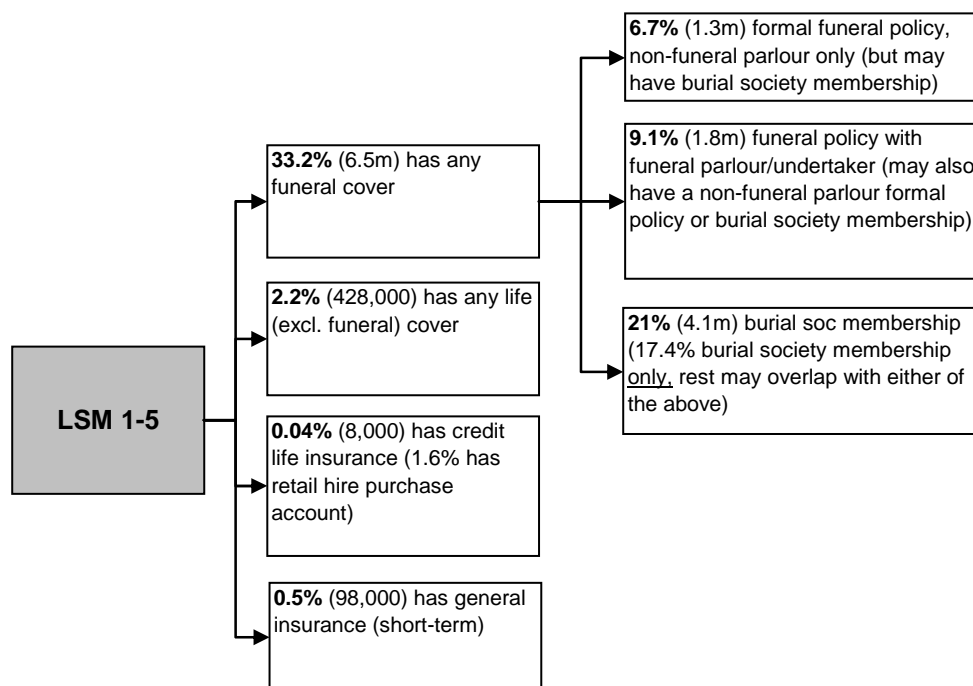 LSM 1-5
33.2% (6.5m) has any
funeral cover
2.2% (428,000) has any life
(excl. funeral) cover
0.04% (8,000) has credit
life insurance (1.6% has
retail hire purchase
account)
0.5% (98,000) has general
insurance (short-term)
6.7% (1.3m) formal funeral policy,
non-funeral parlour only (but may
have burial society membership)
9.1% (1.8m) funeral policy with
funeral parlour/undertaker (may also
have a non-funeral parlour formal
policy or burial society membership)
21% (4.1m) burial soc membership
(17.4% burial society membership
only, rest may overlap with either of
the above)